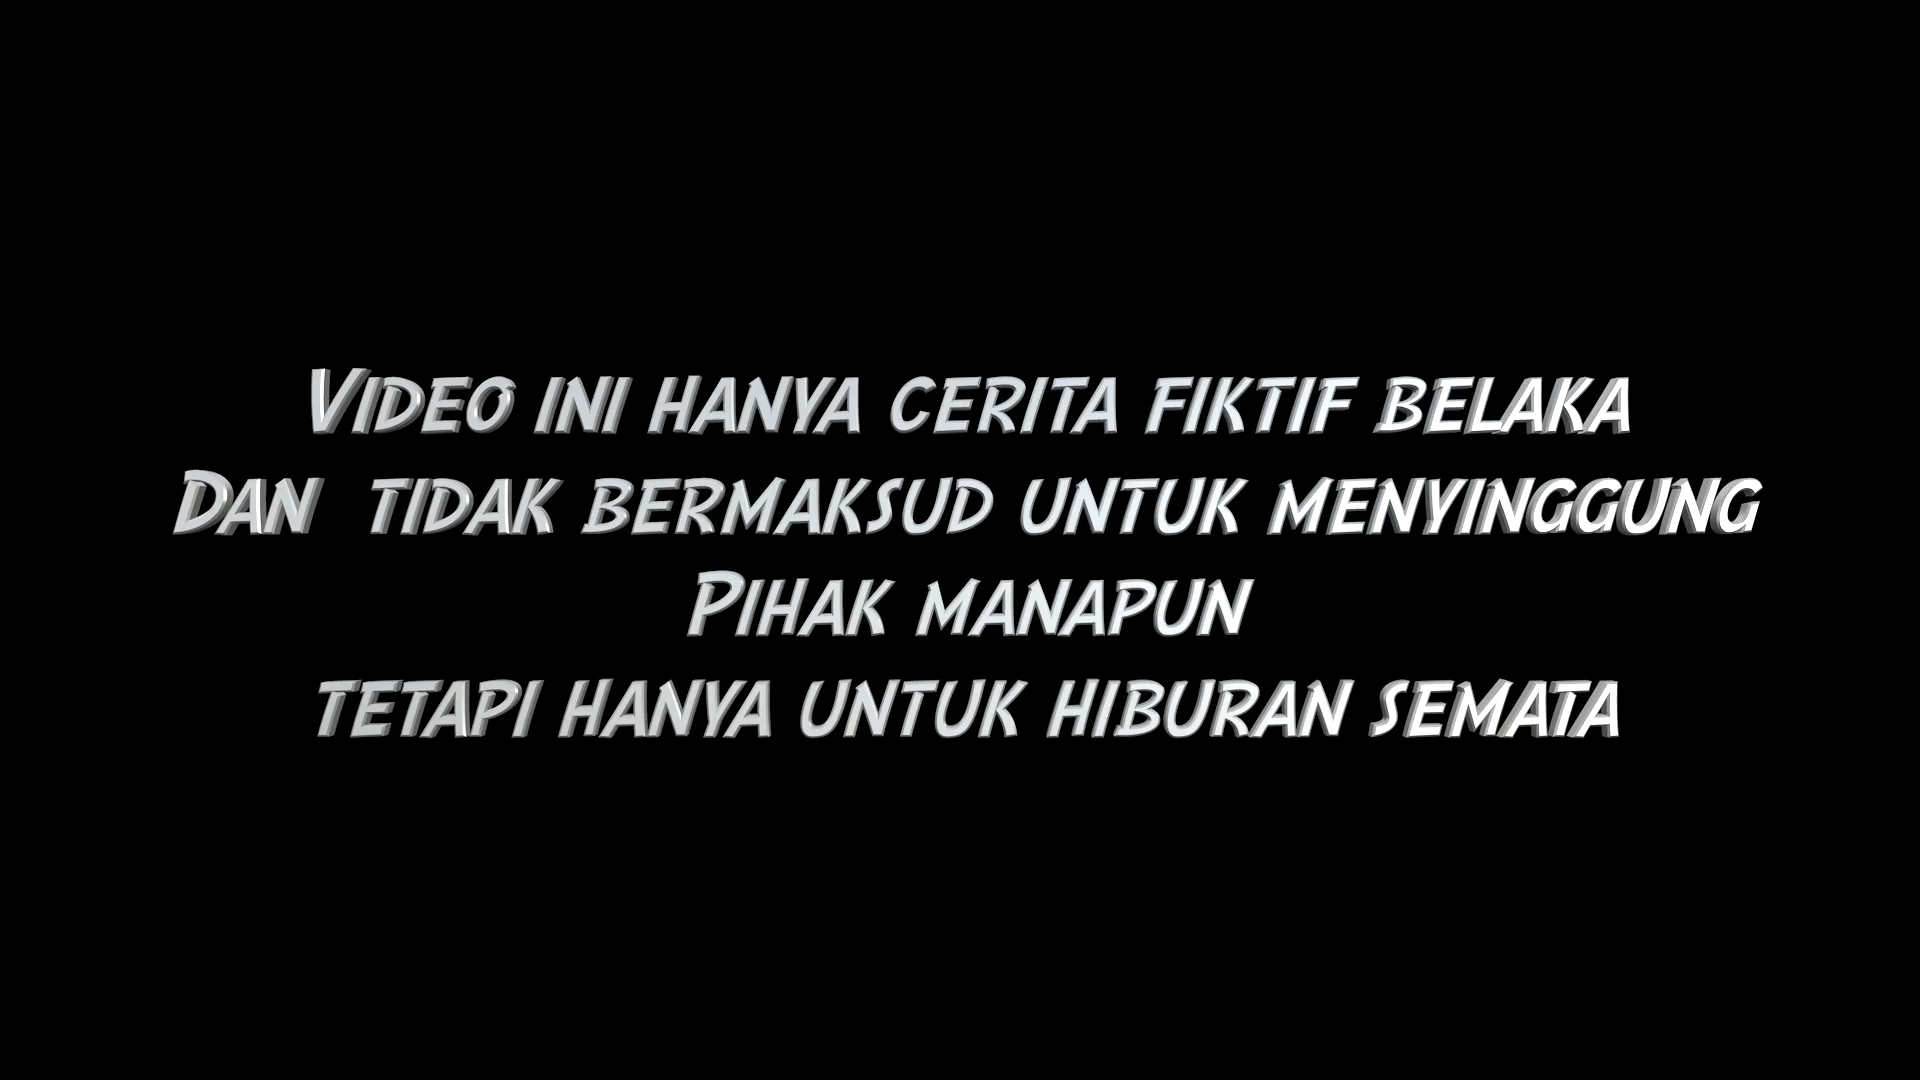 Video ini hanya cerita fiktif belaka
Dan tidak bermaksud untuk menyinggung
Pihak manapun
tetapi hanya untuk hiburan semata